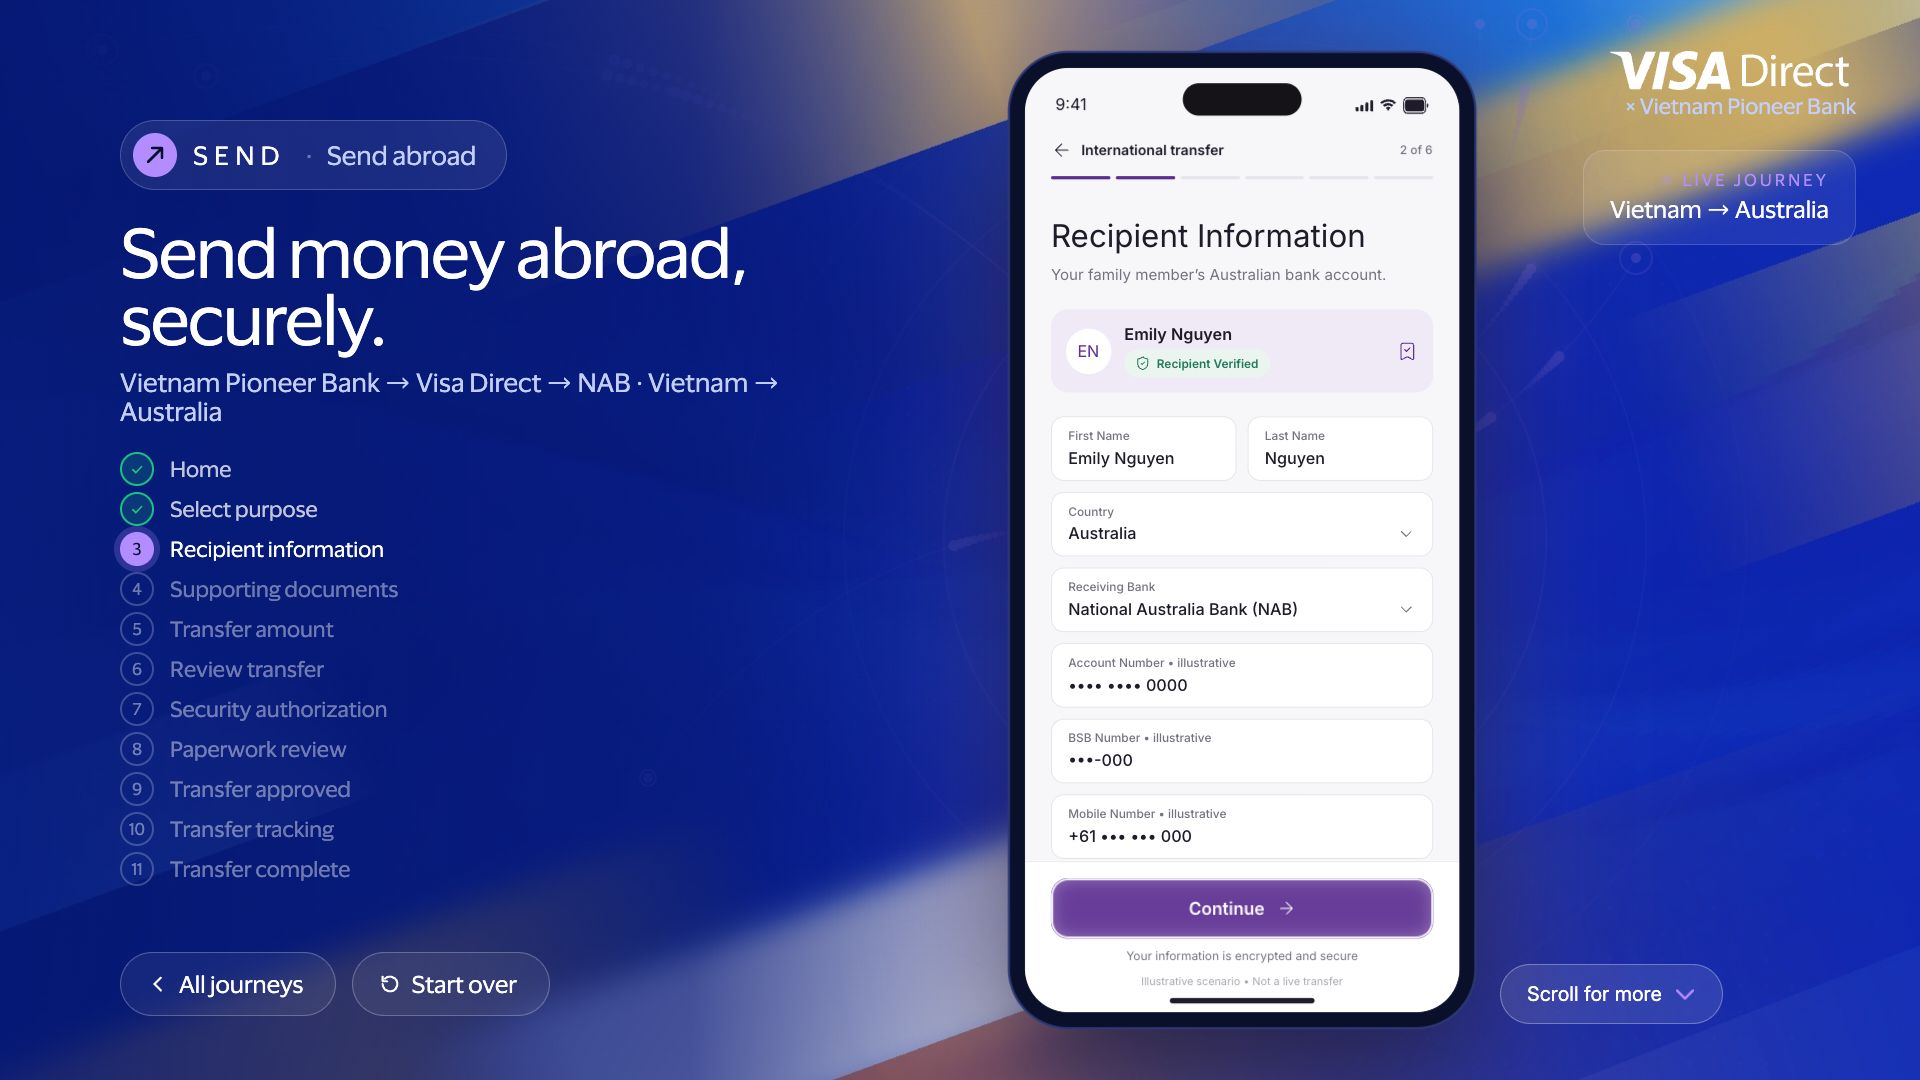 VISA Direct
× Vietnam Pioneer Bank
LIVE JOURNEY
Vietnam → Australia
SEND · Send abroad
Send money abroad,
securely.
Vietnam Pioneer Bank → Visa Direct → NAB · Vietnam →
Australia
Home
Select purpose
3 Recipient information
4 Supporting documents
5 Transfer amount
6 Review transfer
7 Security authorization
8 Paperwork review
9 Transfer approved
10 Transfer tracking
11 Transfer complete
All journeys
Start over
9:41
International transfer
2 of 6
Recipient Information
Your family member’s Australian bank account.
EN
Emily Nguyen
Recipient Verified
First Name
Emily Nguyen
Last Name
Nguyen
Country
Australia
Receiving Bank
National Australia Bank (NAB)
Account Number • illustrative
•••• •••• 0000
BSB Number • illustrative
•••-000
Mobile Number • illustrative
+61 ••• ••• 000
Continue →
Your information is encrypted and secure
Illustrative scenario • Not a live transfer
Scroll for more